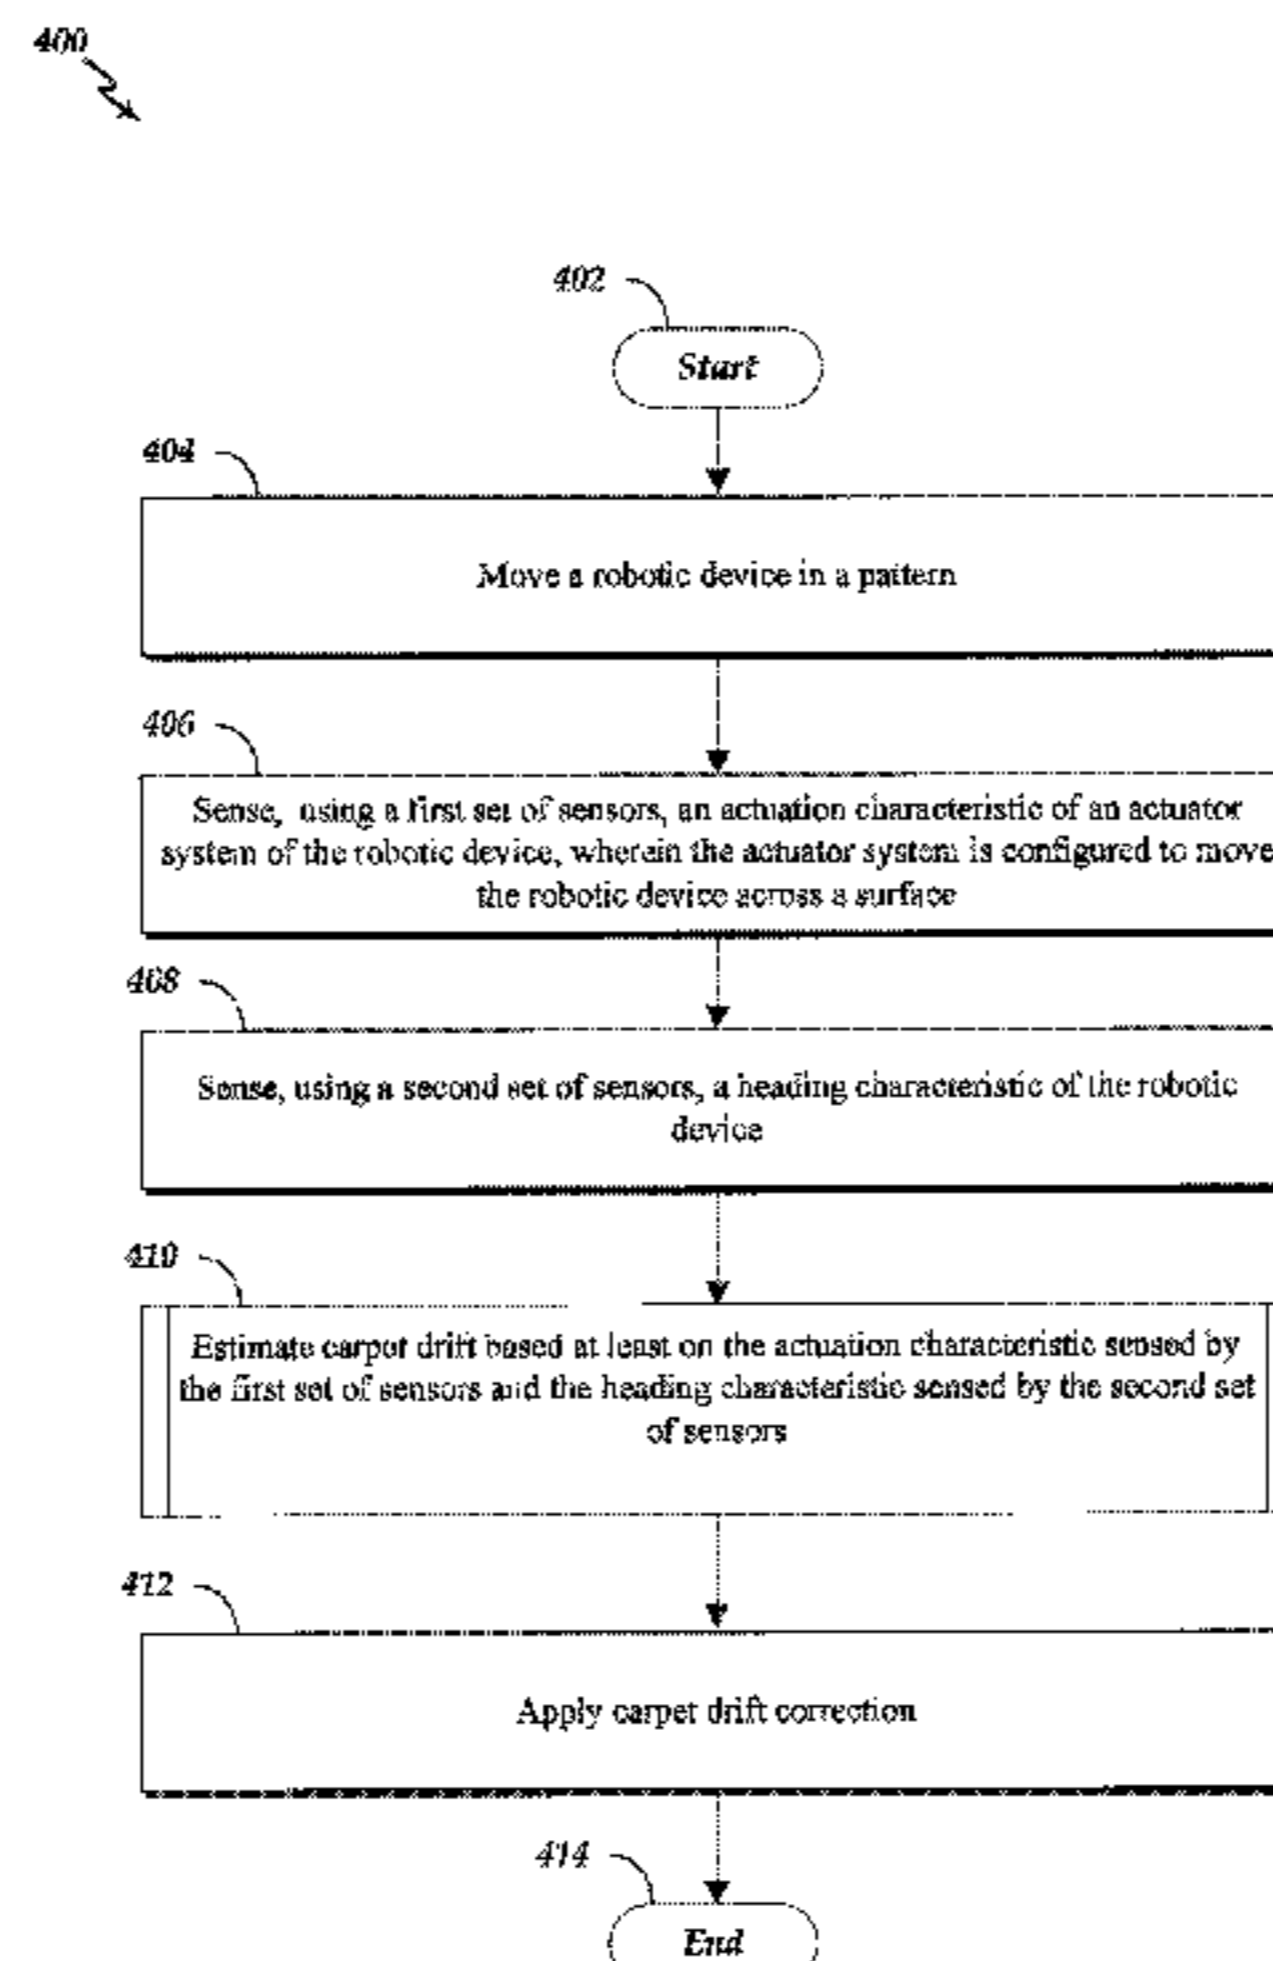 400
402
Start
404
Move a robotic device in a pattern
406
Sense, using a first set of sensors, an actuation characteristic of an actuator
system of the robotic device, wherein the actuator system is configured to move
the robotic device across a surface
408
Sense, using a second set of sensors, a heading characteristic of the robotic
device
410
Estimate carpet drift based at least on the actuation characteristic sensed by
the first set of sensors and the heading characteristic sensed by the second set
of sensors
412
Apply carpet drift correction
414
End